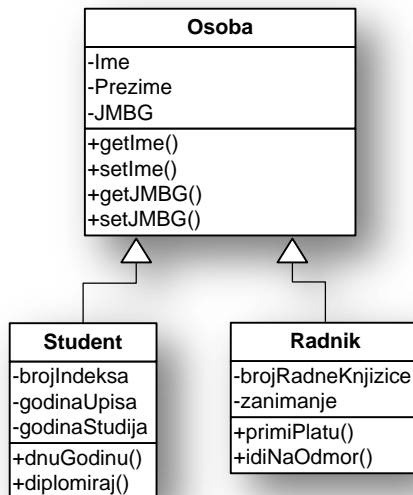 Osoba
-Ime
-Prezime
-JMBG
+getIme()
+setIme()
+getJMBG()
+setJMBG()
Student
-brojIndeksa
-godinaUpisa
-godinaStudija
+dnuGodinu()
+diplomiraj()
Radnik
-brojRadneKnjizice
-zanimanje
+primiPlatu()
+idiNaOdmor()